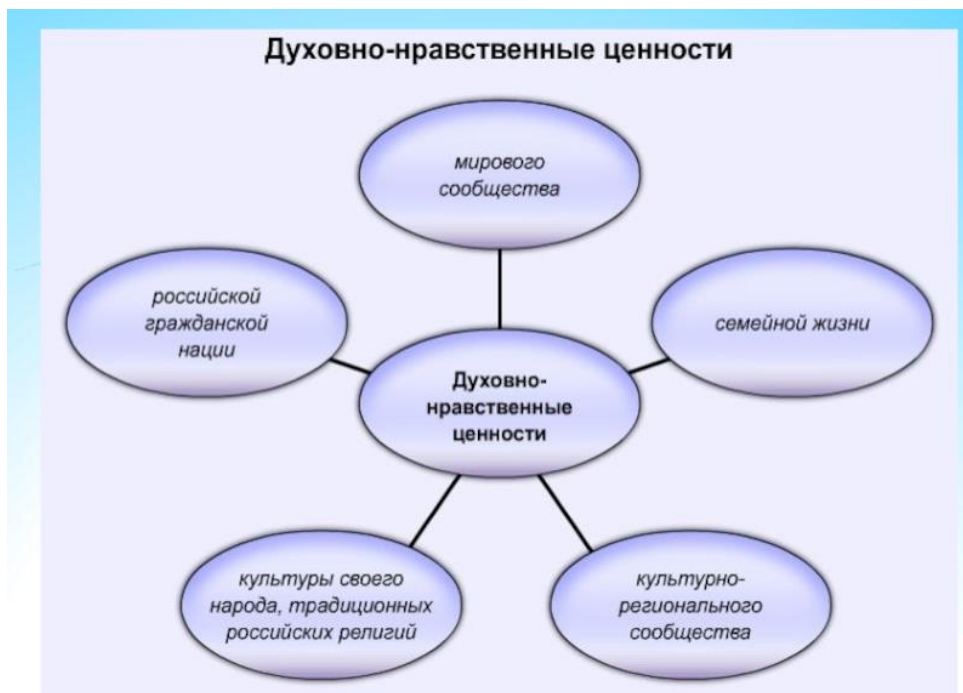 Духовно-нравственные ценности
мирового
сообщества
российской
гражданской
нации
семейной жизни
Духовно-
нравственные
ценности
культуры своего
народа, традиционных
российских религий
культурно-
регионального
сообщества